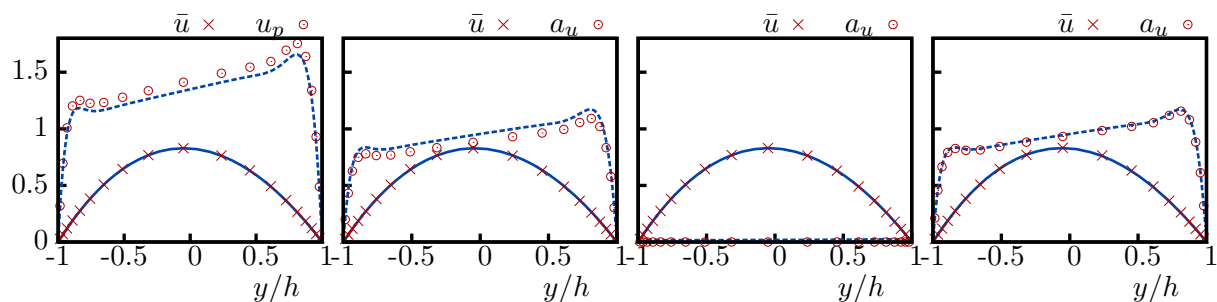 ū × u_p ⊙ ū × a_u ⊙ ū × a_u ⊙ ū × a_u ⊙
1.5
1
0.5
0
-1 -0.5 0 0.5 1 -1 -0.5 0 0.5 1 -1 -0.5 0 0.5 1 -1 -0.5 0 0.5 1
y/h y/h y/h y/h